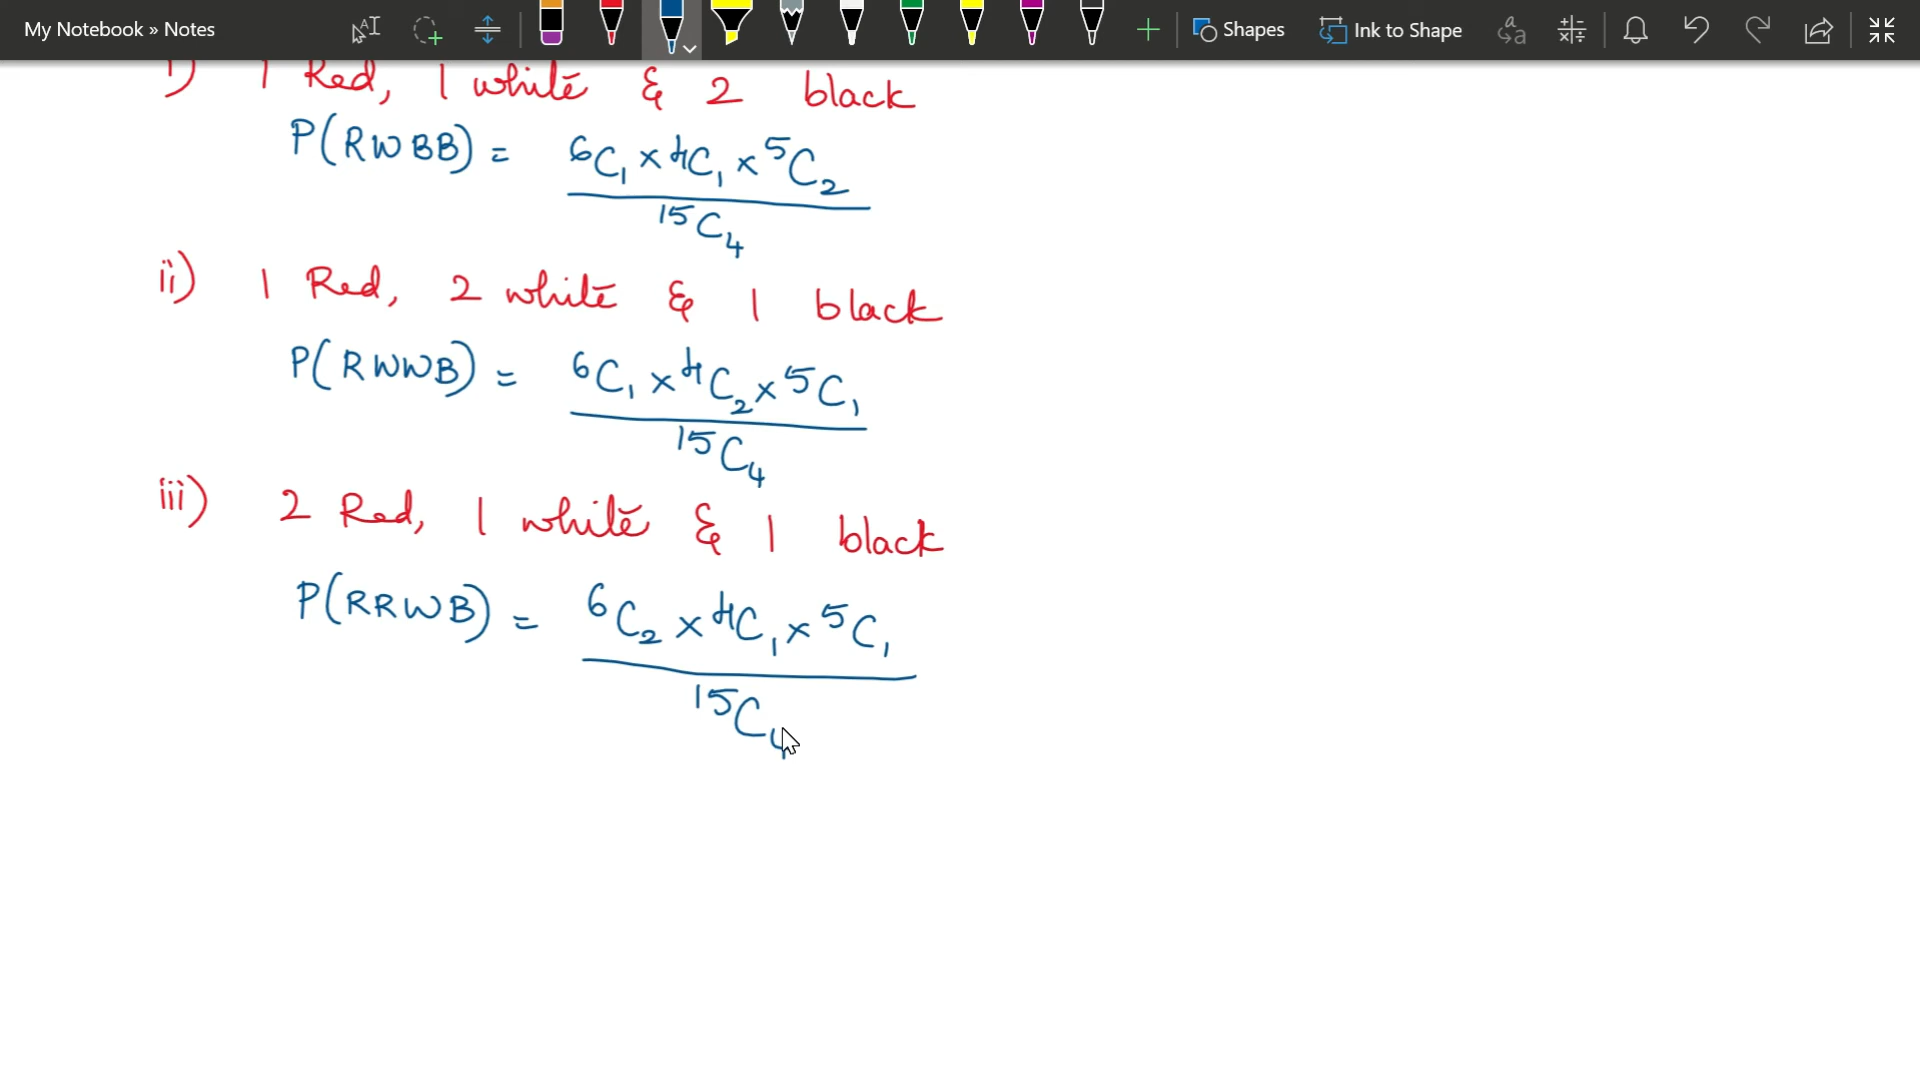 My Notebook » Notes
Shapes
Ink to Shape
i) 1 Red, 1 white & 2 black
P(RWBB) = ⁶C₁ × ⁴C₁ × ⁵C₂
¹⁵C₄
ii) 1 Red, 2 white & 1 black
P(RWWB) = ⁶C₁ × ⁴C₂ × ⁵C₁
¹⁵C₄
iii) 2 Red, 1 white & 1 black
P(RRWB) = ⁶C₂ × ⁴C₁ × ⁵C₁
¹⁵C₄